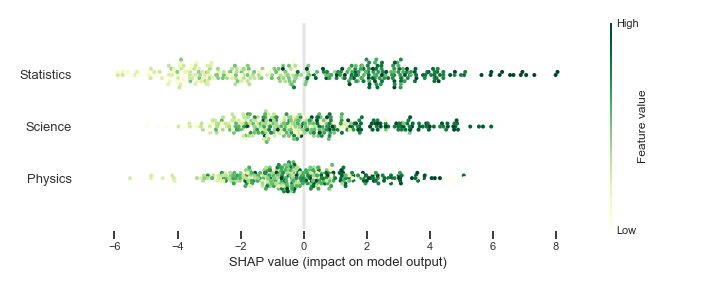 High
Statistics
Science
Feature value
Physics
Low
−6 −4 −2 0 2 4 6 8
SHAP value (impact on model output)